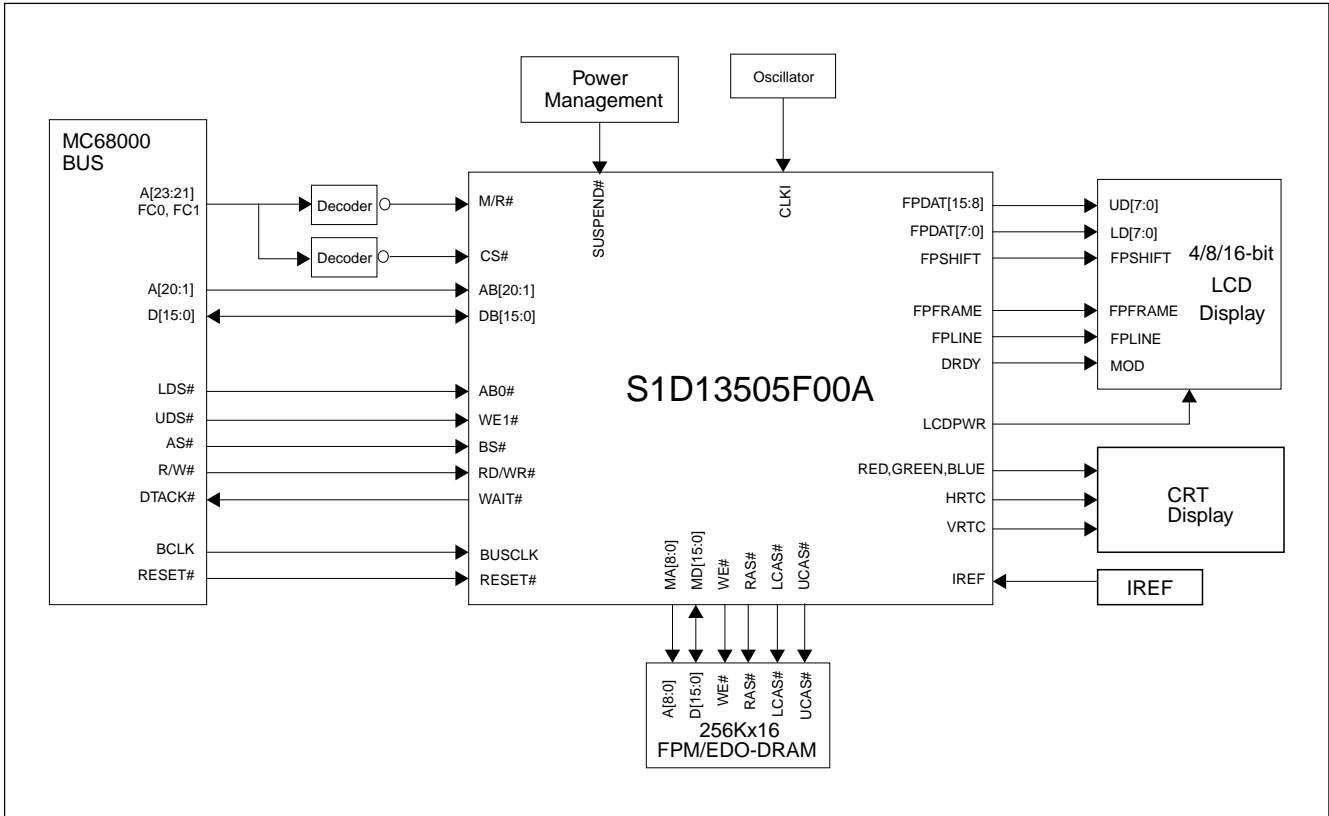 Power
Management
Oscillator
MC68000
BUS
A[23:21]
FC0, FC1
Decoder
Decoder
A[20:1]
D[15:0]
LDS#
UDS#
AS#
R/W#
DTACK#
BCLK
RESET#
SUSPEND#
CLKI
M/R#
CS#
AB[20:1]
DB[15:0]
AB0#
WE1#
BS#
RD/WR#
WAIT#
BUSCLK
RESET#
S1D13505F00A
FPDAT[15:8]
FPDAT[7:0]
FPSHIFT
FPFRAME
FPLINE
DRDY
LCDPWR
RED,GREEN,BLUE
HRTC
VRTC
IREF
UD[7:0]
LD[7:0]
FPSHIFT
FPFRAME
FPLINE
MOD
4/8/16-bit
LCD
Display
CRT
Display
IREF
MA[8:0]
MD[15:0]
WE#
RAS#
LCAS#
UCAS#
A[8:0]
D[15:0]
WE#
RAS#
LCAS#
UCAS#
256Kx16
FPM/EDO-DRAM